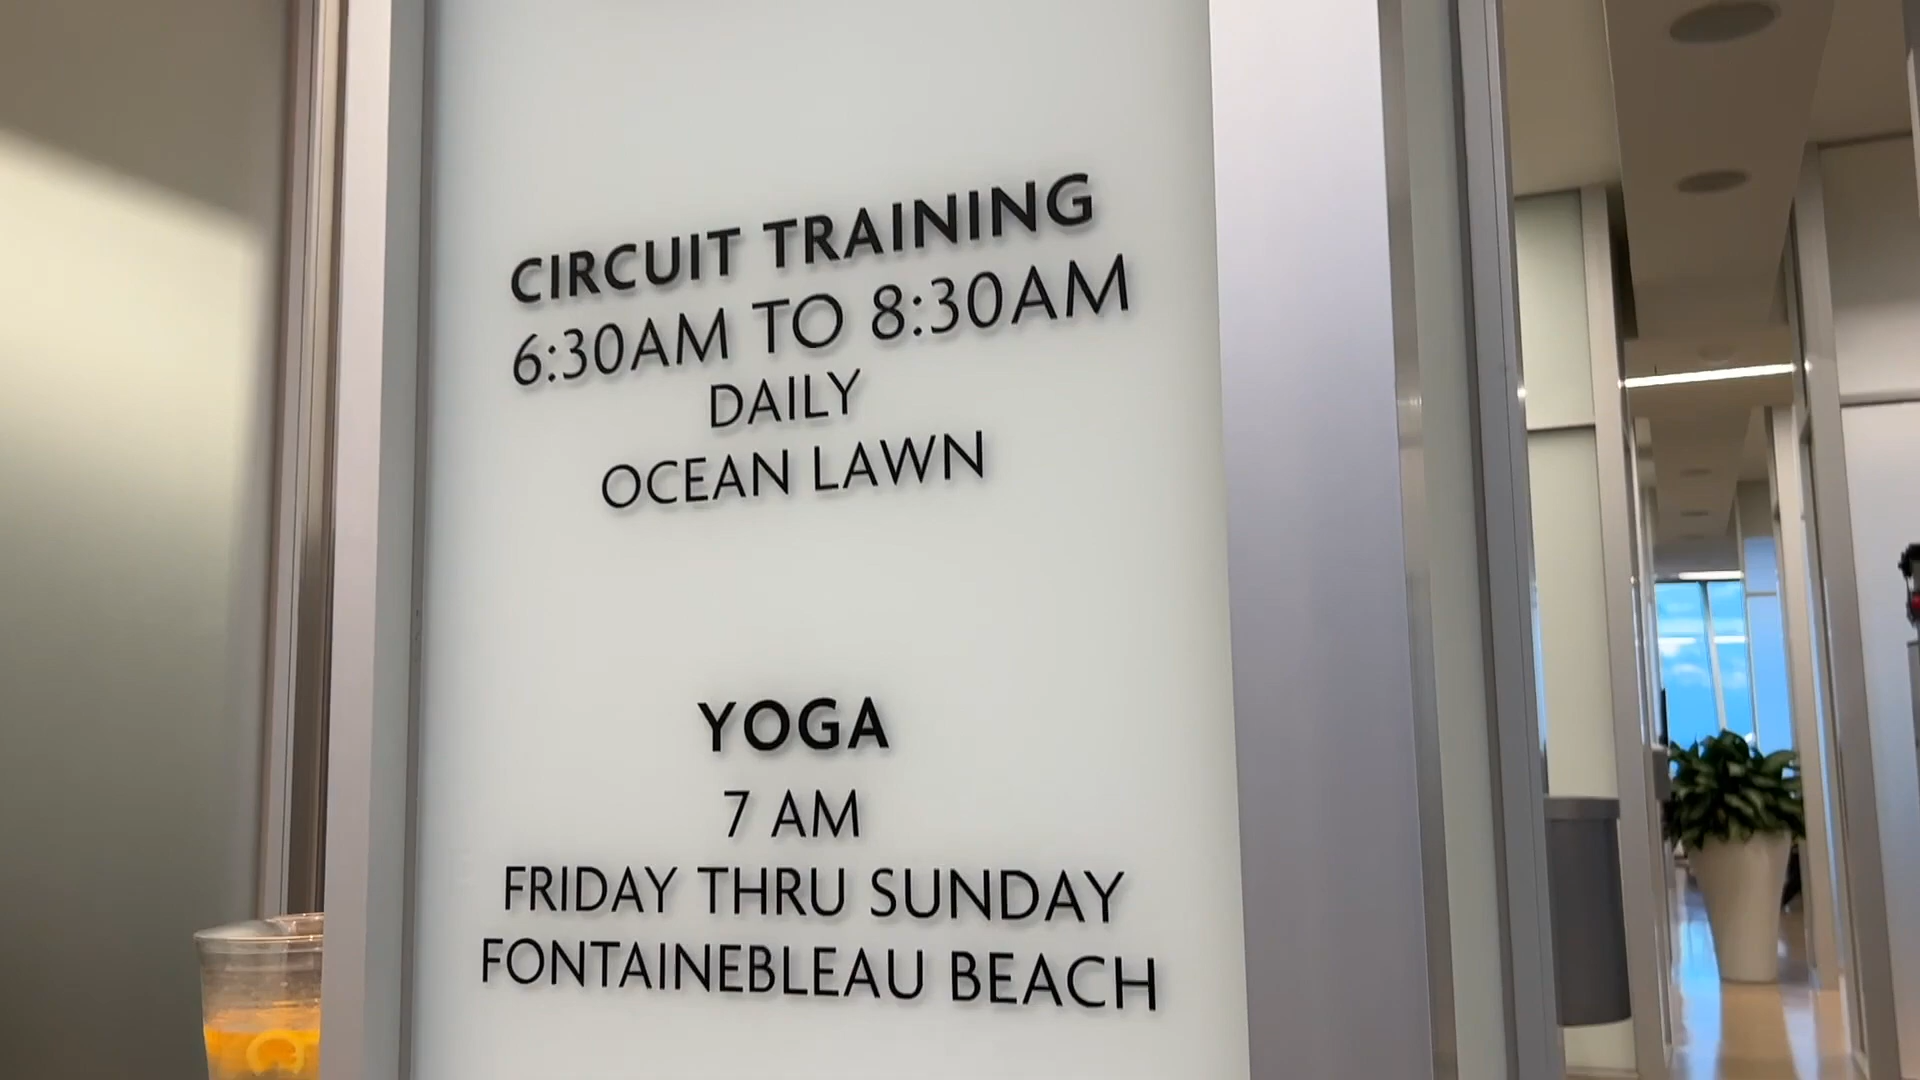 CIRCUIT TRAINING
6:30AM TO 8:30AM
DAILY
OCEAN LAWN
YOGA
7 AM
FRIDAY THRU SUNDAY
FONTAINEBLEAU BEACH